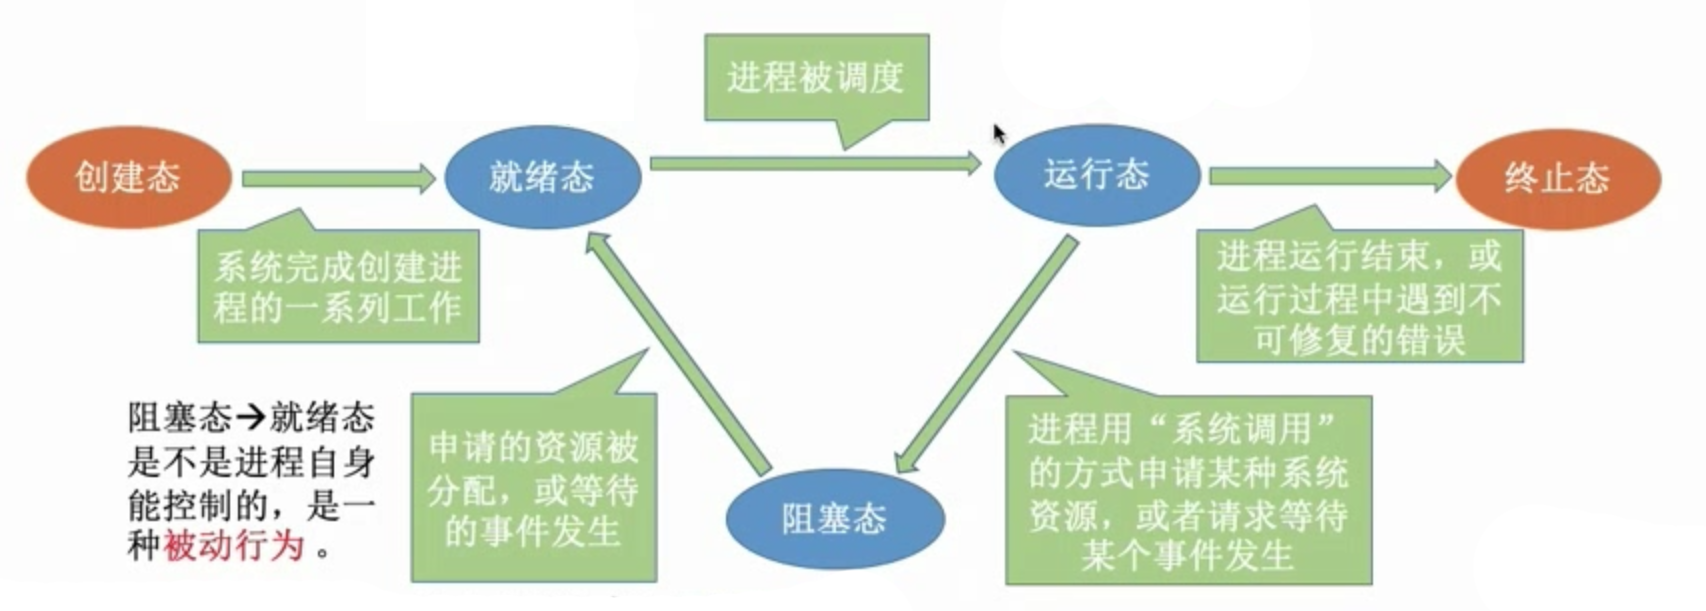 进程被调度
创建态
就绪态
运行态
终止态
系统完成创建进
程的一系列工作
进程运行结束，或
运行过程中遇到不
可修复的错误
阻塞态→就绪态
是不是进程自身
能控制的，是一
种被动行为 。
申请的资源被
分配，或等待
的事件发生
进程用“系统调用”
的方式申请某种系统
资源，或者请求等待
某个事件发生
阻塞态